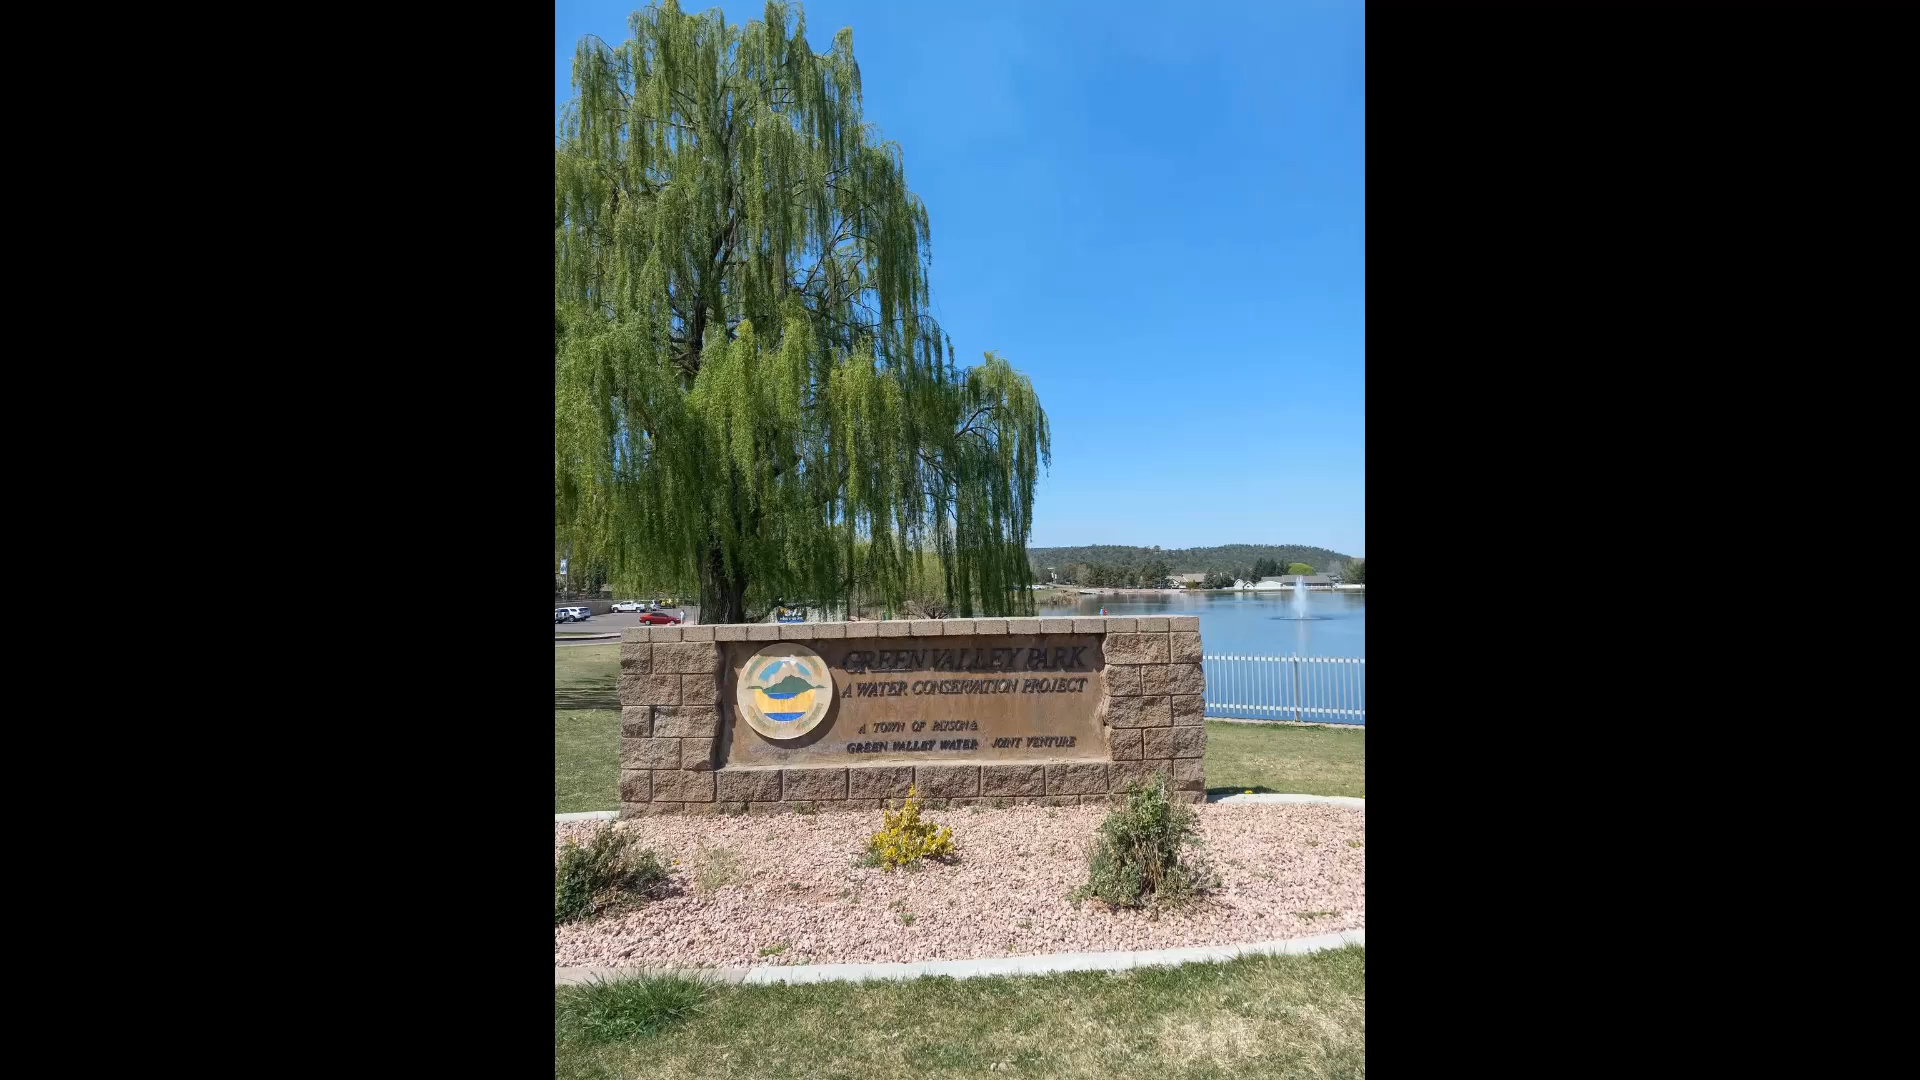 GREEN VALLEY PARK
A WATER CONSERVATION PROJECT
A TOWN OF PAYSON &
GREEN VALLEY WATER JOINT VENTURE